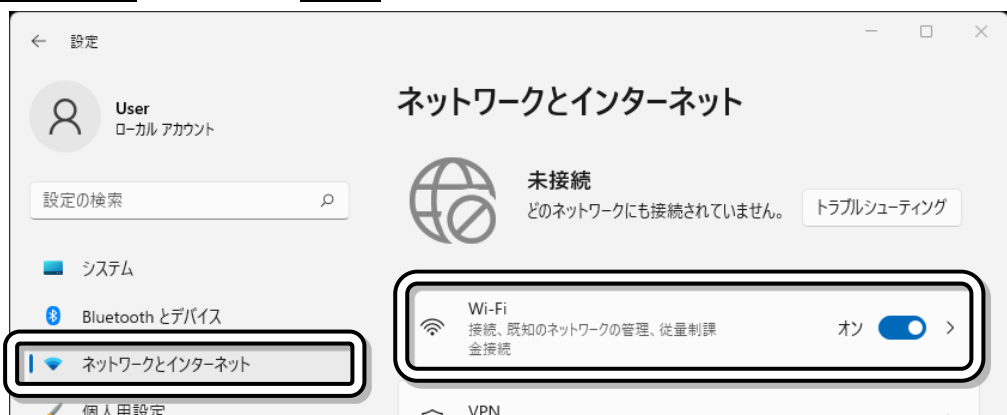 設定
User
ローカル アカウント
設定の検索
システム
Bluetooth とデバイス
ネットワークとインターネット
個人用設定
ネットワークとインターネット
未接続
どのネットワークにも接続されていません。
トラブルシューティング
Wi-Fi
接続、既知のネットワークの管理、従量制課
金接続
オン
VPN